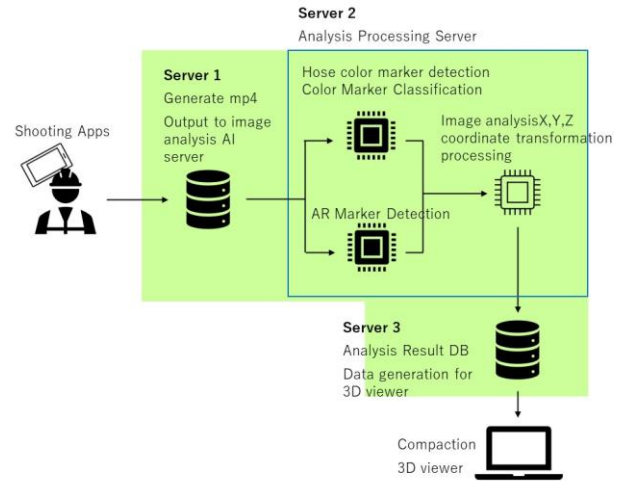 Server 2
Analysis Processing Server
Server 1
Generate mp4
Output to image
analysis AI
server
Hose color marker detection
Color Marker Classification
Image analysisX,Y,Z
coordinate transformation
processing
Shooting Apps
AR Marker Detection
Server 3
Analysis Result DB
Data generation for
3D viewer
Compaction
3D viewer